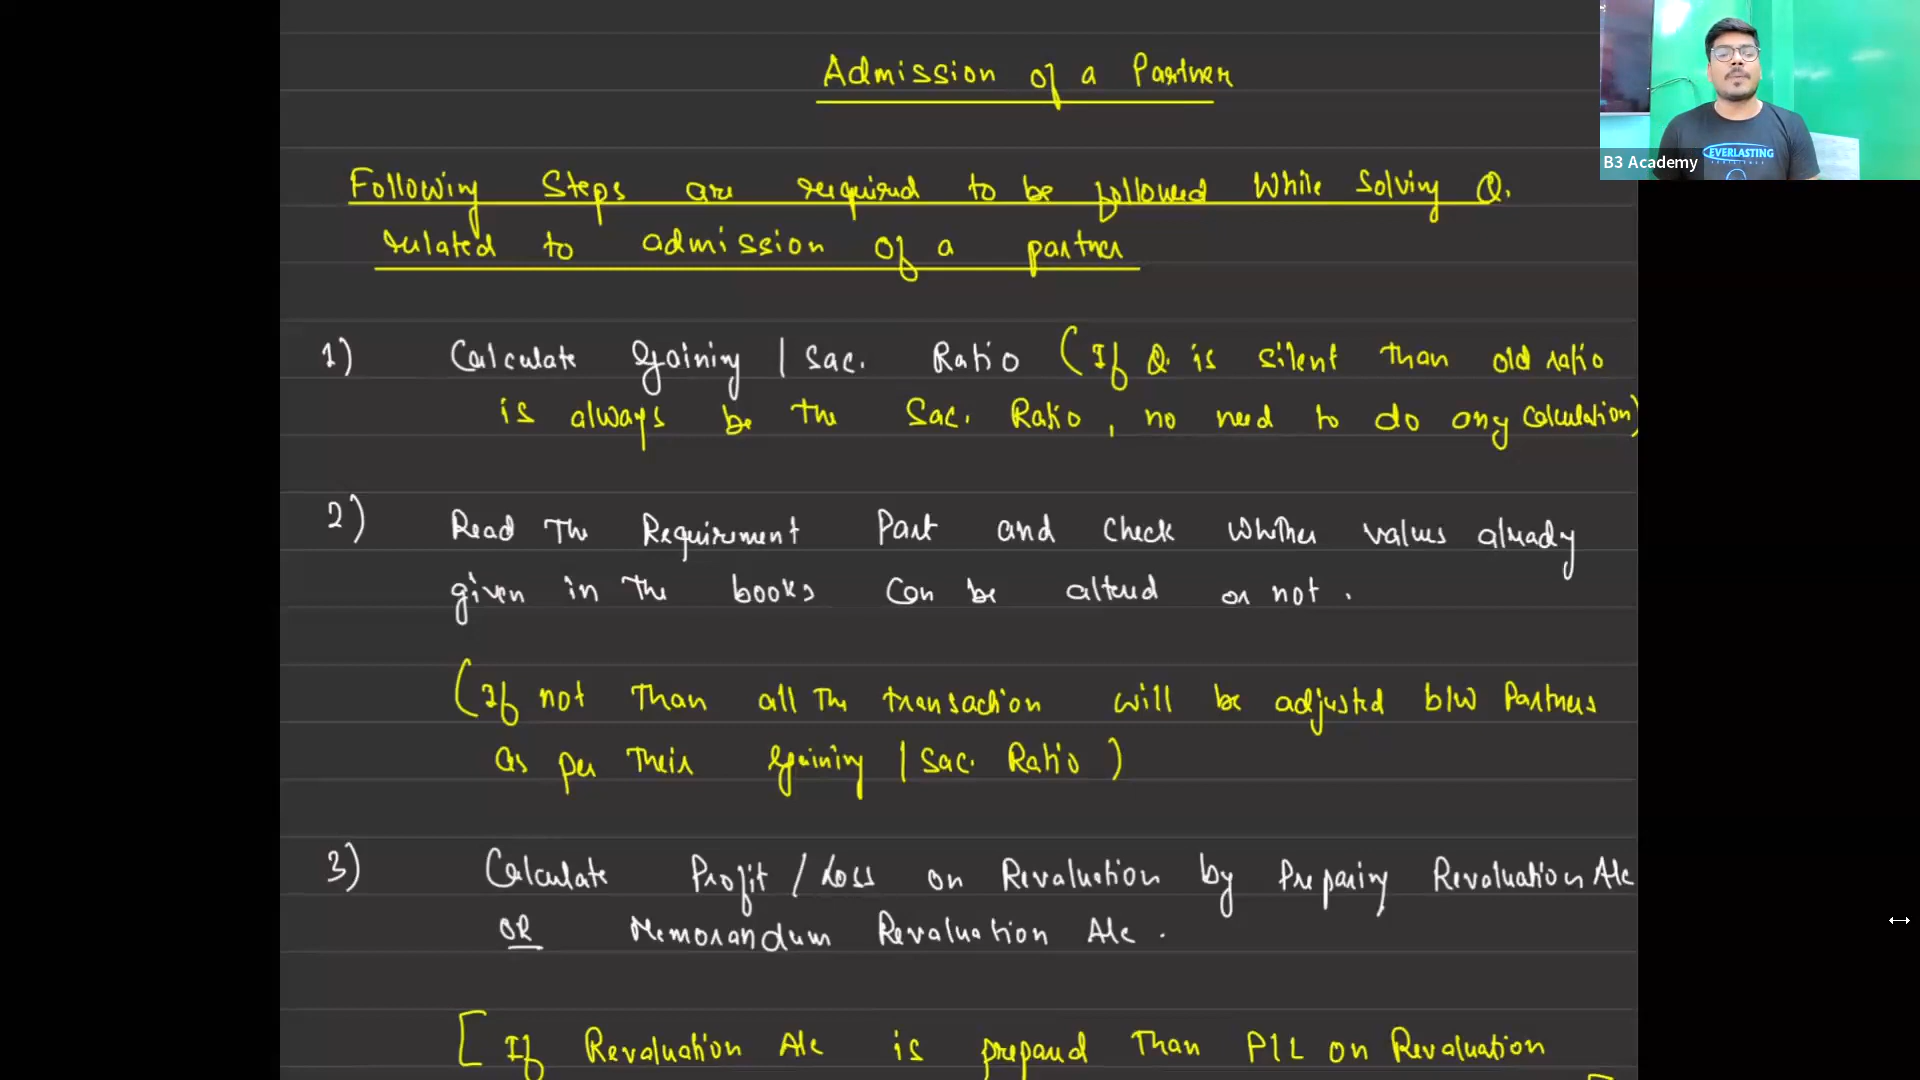 Admission of a Partner
Following Steps are required to be followed While Solving Q.
related to admission of a partner
1) Calculate Gaining / Sac. Ratio (If Q. is silent than old ratio
is always be the Sac. Ratio, no need to do any calculation)
2) Read The Requirement Part and check Whether values already
given in The books Can be altered or not.
(If not Than all The transaction will be adjusted b/w Partners
as per Their Gaining / Sac. Ratio)
3) Calculate Profit / Loss on Revaluation by Preparing Revaluation A/c
OR Memorandum Revaluation A/c.
[If Revaluation A/c is prepared Than P/L on Revaluation
EVERLASTING
B3 Academy